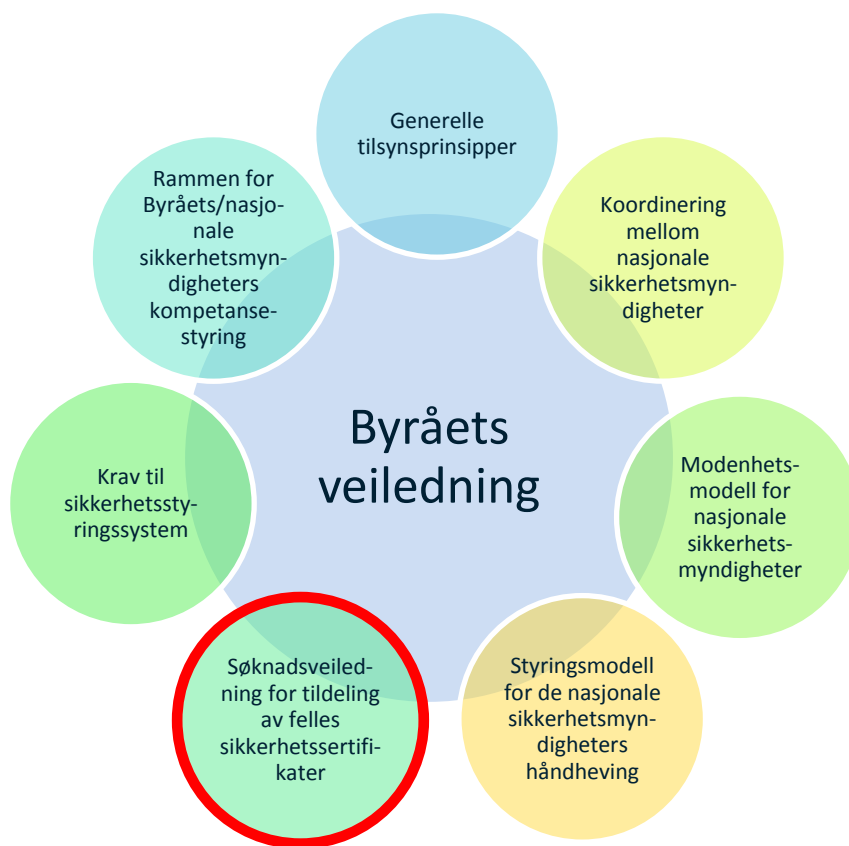 Generelle
tilsynsprinsipper
Koordinering
mellom
nasjonale
sikkerhetsmyn-
digheter
Modenhets-
modell for
nasjonale
sikkerhets-
myndigheter
Styringsmodell
for de nasjonale
sikkerhetsmyn-
digheters
håndheving
Søknadsveiled-
ning for tildeling
av felles
sikkerhetssertifi-
kater
Krav til
sikkerhetssty-
ringssystem
Rammen for
Byråets/nasjo-
nale
sikkerhetsmyn-
digheters
kompetanse-
styring
Byråets
veiledning